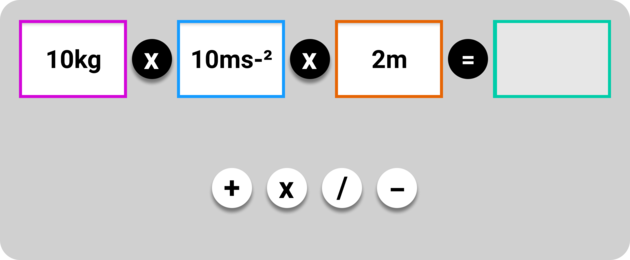 10kg x 10ms-² x 2m =
+ x / −